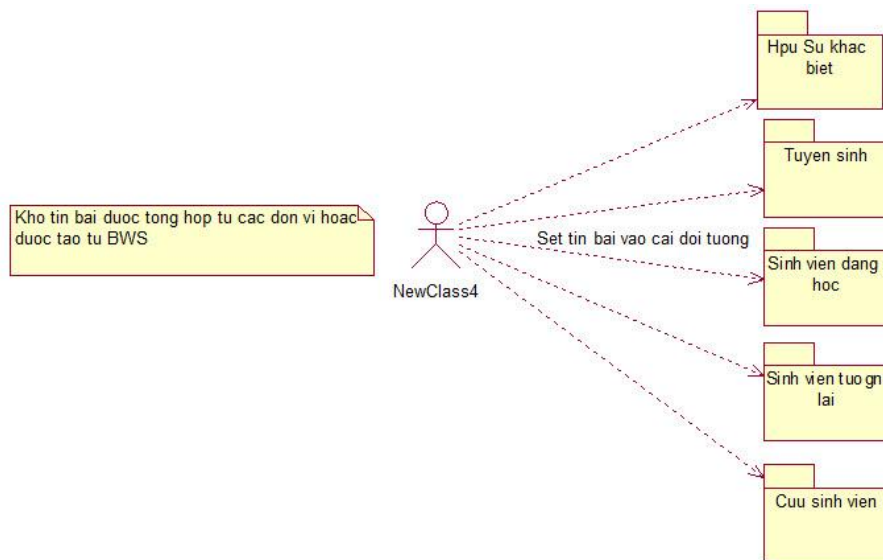 Hpu Su khac
biet
Tuyen sinh
Kho tin bai duoc tong hop tu cac don vi hoac
duoc tao tu BWS
Set tin bai vao cai doi tuong
Sinh vien dang
hoc
NewClass4
Sinh vien tuogn
lai
Cuu sinh vien